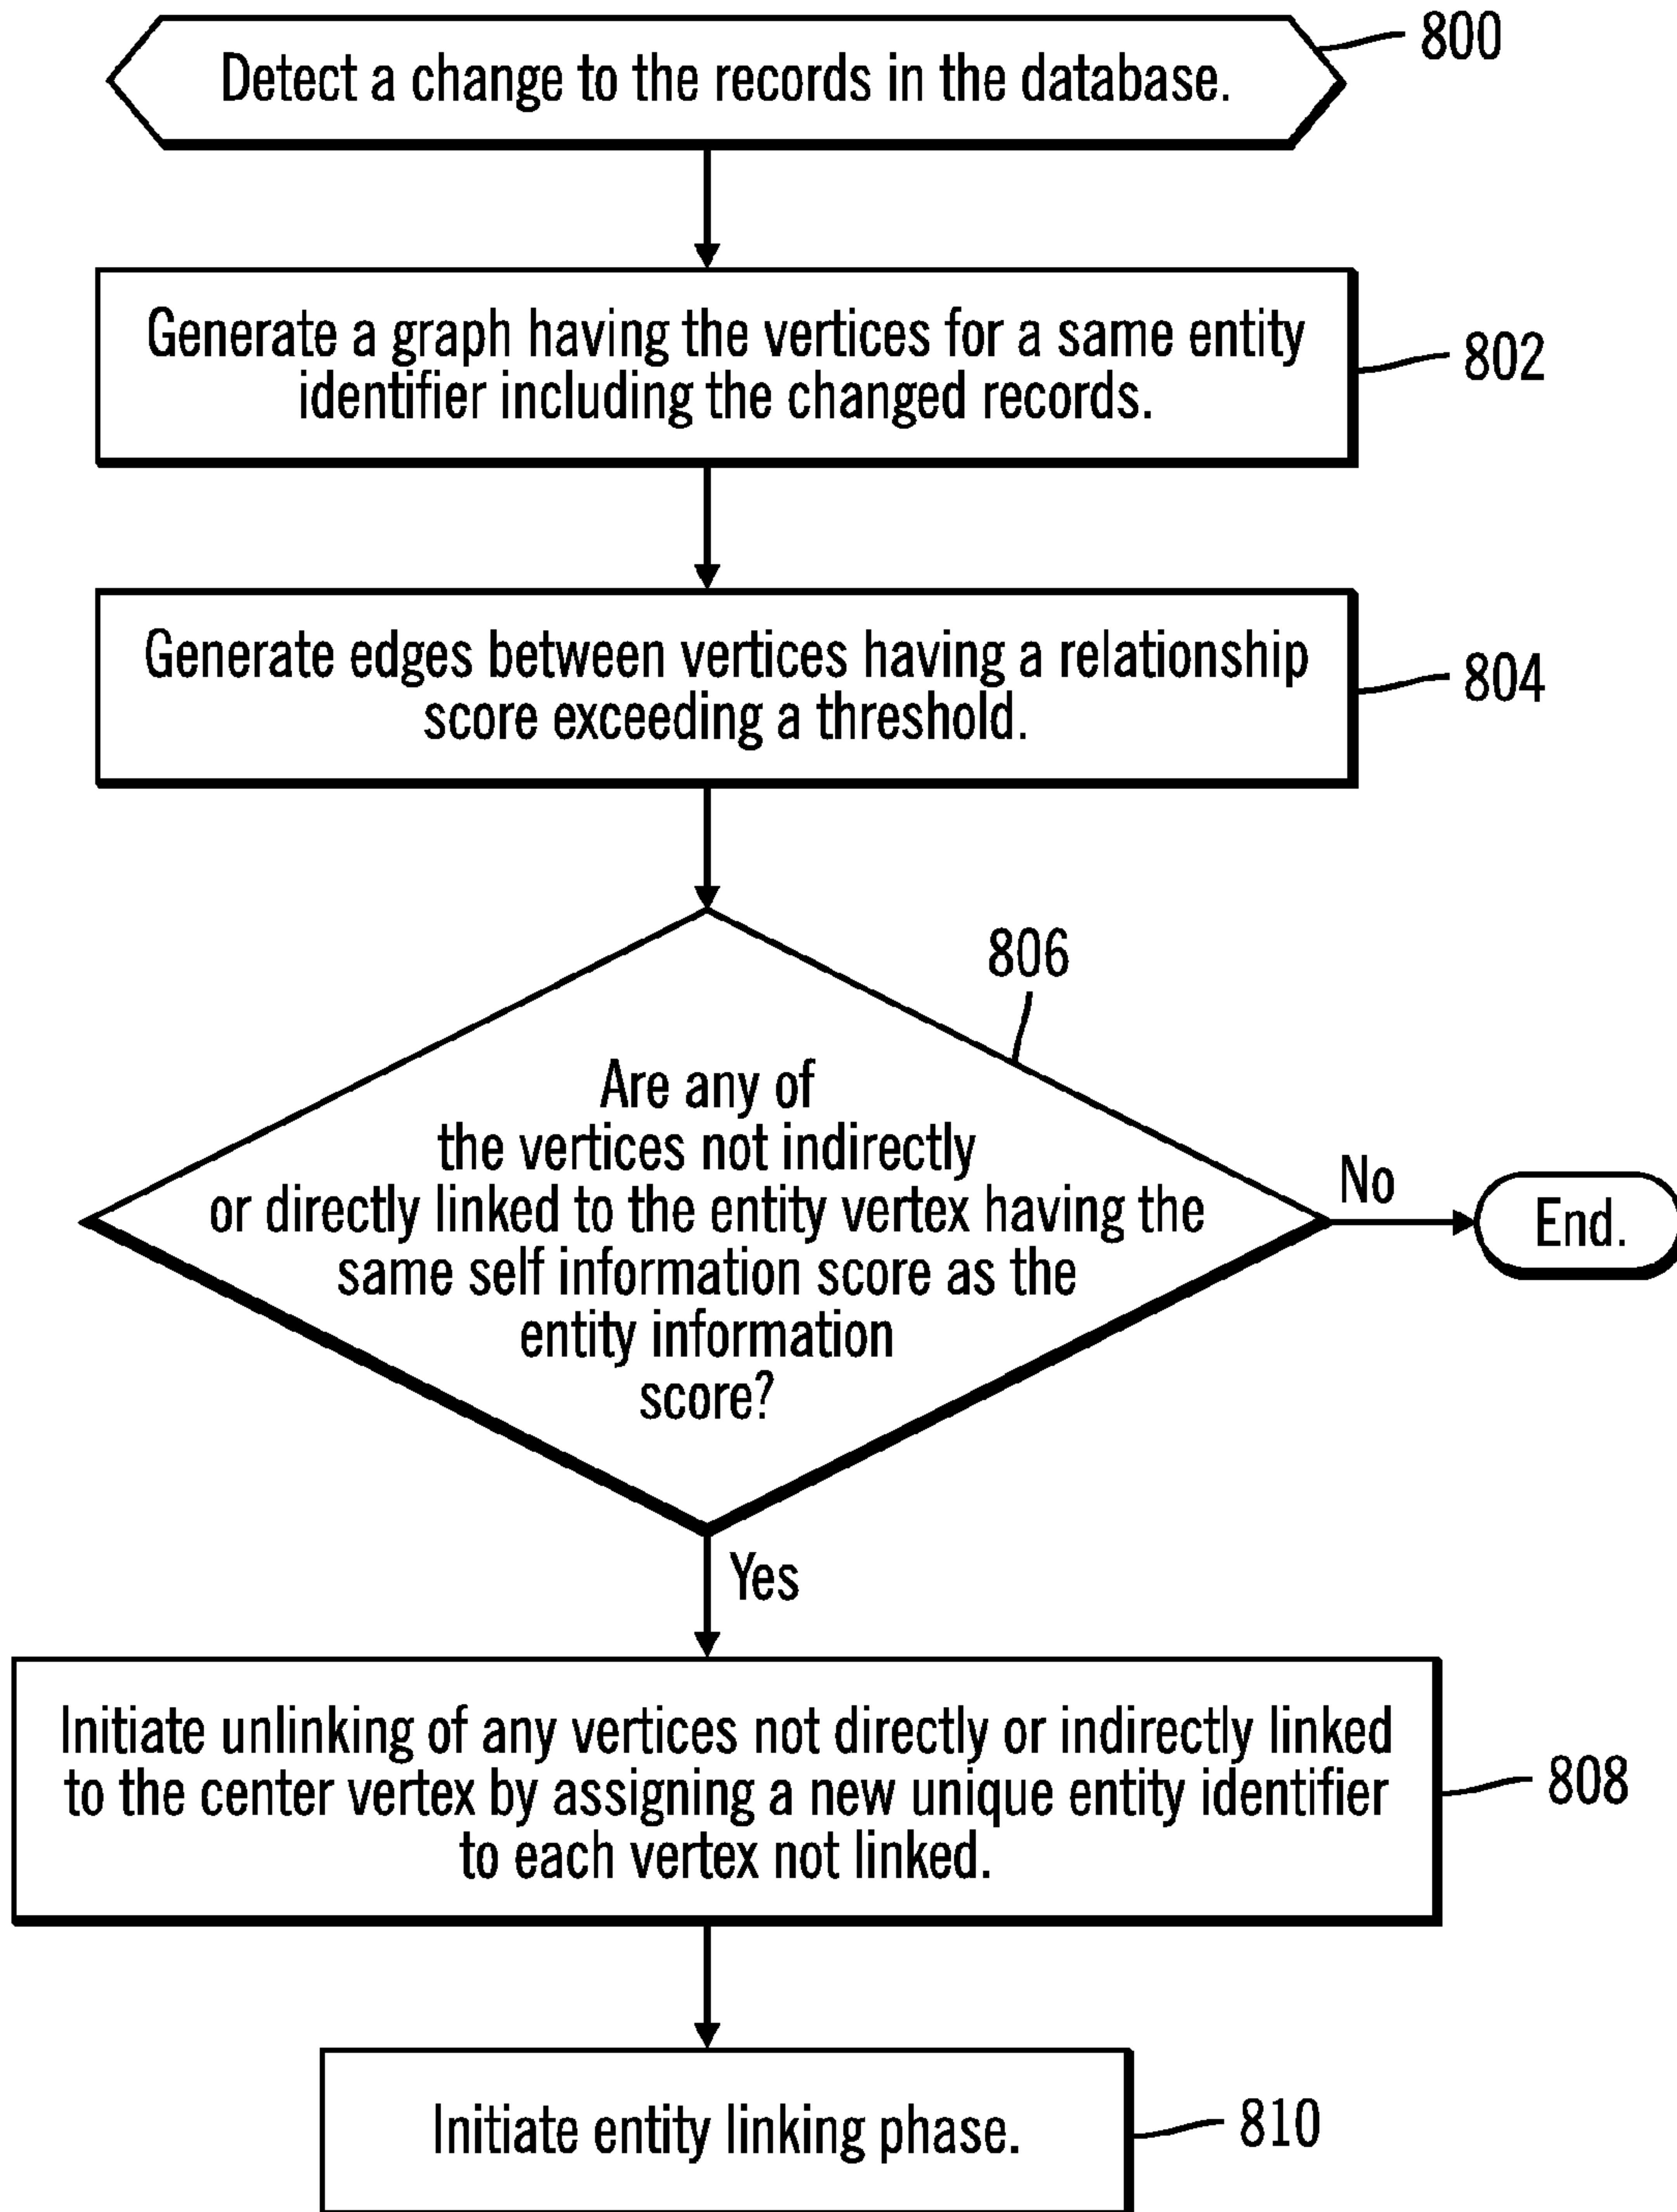 Detect a change to the records in the database.
800
Generate a graph having the vertices for a same entity
identifier including the changed records.
802
Generate edges between vertices having a relationship
score exceeding a threshold.
804
806
Are any of
the vertices not indirectly
or directly linked to the entity vertex having the
same self information score as the
entity information
score?
No
End.
Yes
Initiate unlinking of any vertices not directly or indirectly linked
to the center vertex by assigning a new unique entity identifier
to each vertex not linked.
808
Initiate entity linking phase.
810